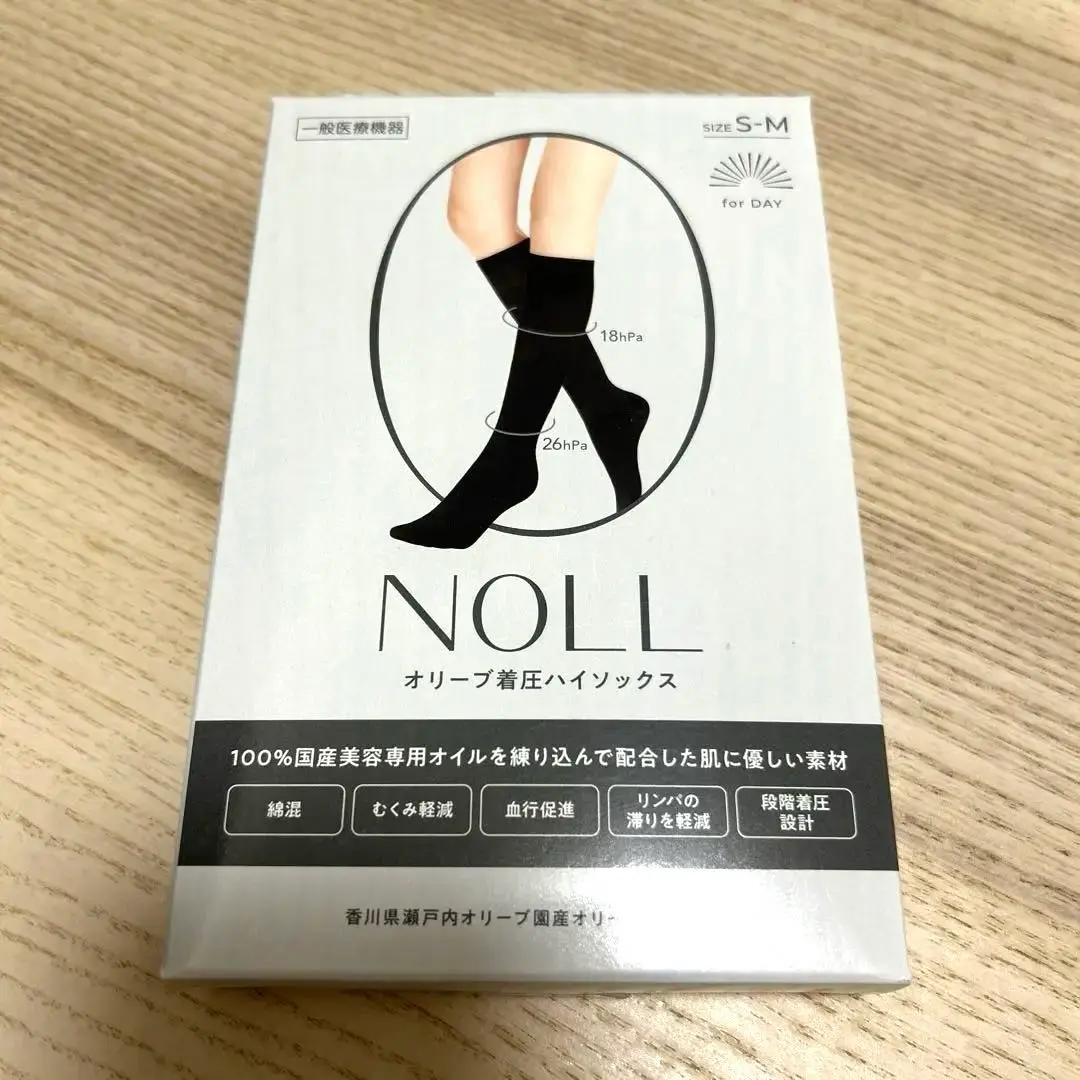 一般医療機器
SIZE S-M
for DAY
18hPa
26hPa
NOLL
オリーブ着圧ハイソックス
100%国産美容専用オイルを練り込んで配合した肌に優しい素材
綿混
むくみ軽減
血行促進
リンパの
滞りを軽減
段階着圧
設計
香川県瀬戸内オリーブ園産オリー